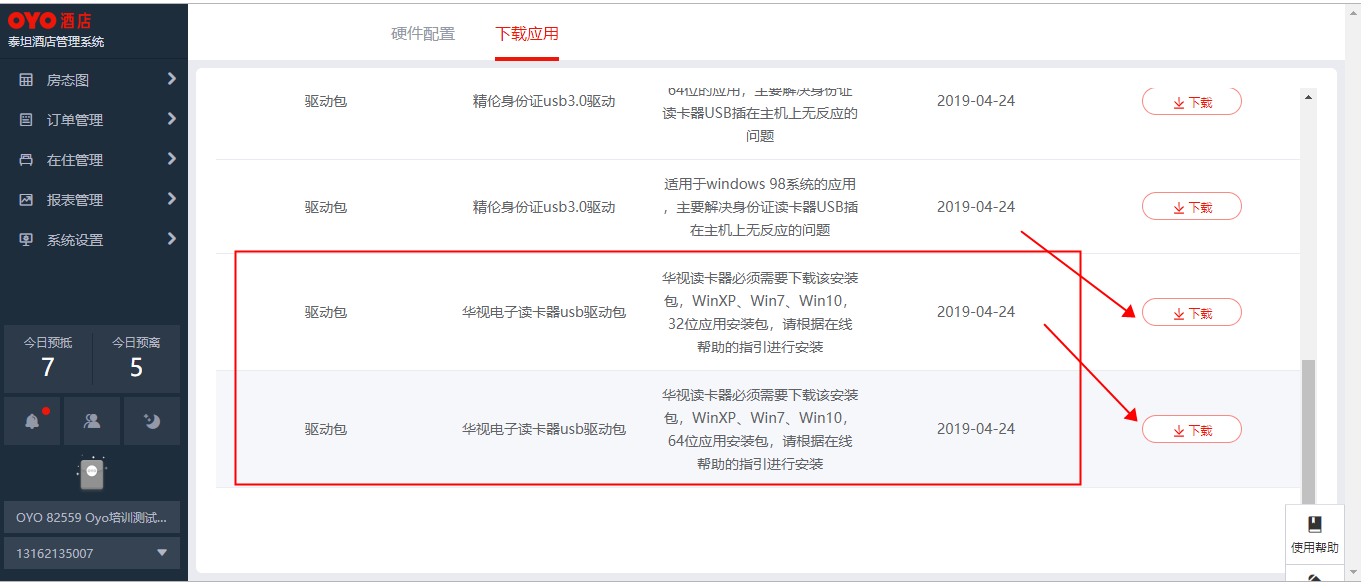 OYO 酒店
泰坦酒店管理系统
房态图
订单管理
在住管理
报表管理
系统设置
今日预抵
7
今日预离
5
OYO 82559 Oyo培训测试...
13162135007
硬件配置
下载应用
驱动包
精伦身份证usb3.0驱动
64位的应用，主要解决身份证
读卡器USB插在主机上无反应的
问题
2019-04-24
下载
驱动包
精伦身份证usb3.0驱动
适用于windows 98系统的应用
，主要解决身份证读卡器USB插
在主机上无反应的问题
2019-04-24
下载
驱动包
华视电子读卡器usb驱动包
华视读卡器必须需要下载该安装
包，WinXP、Win7、Win10，
32位应用安装包，请根据在线
帮助的指引进行安装
2019-04-24
下载
驱动包
华视电子读卡器usb驱动包
华视读卡器必须需要下载该安装
包，WinXP、Win7、Win10，
64位应用安装包，请根据在线
帮助的指引进行安装
2019-04-24
下载
使用帮助